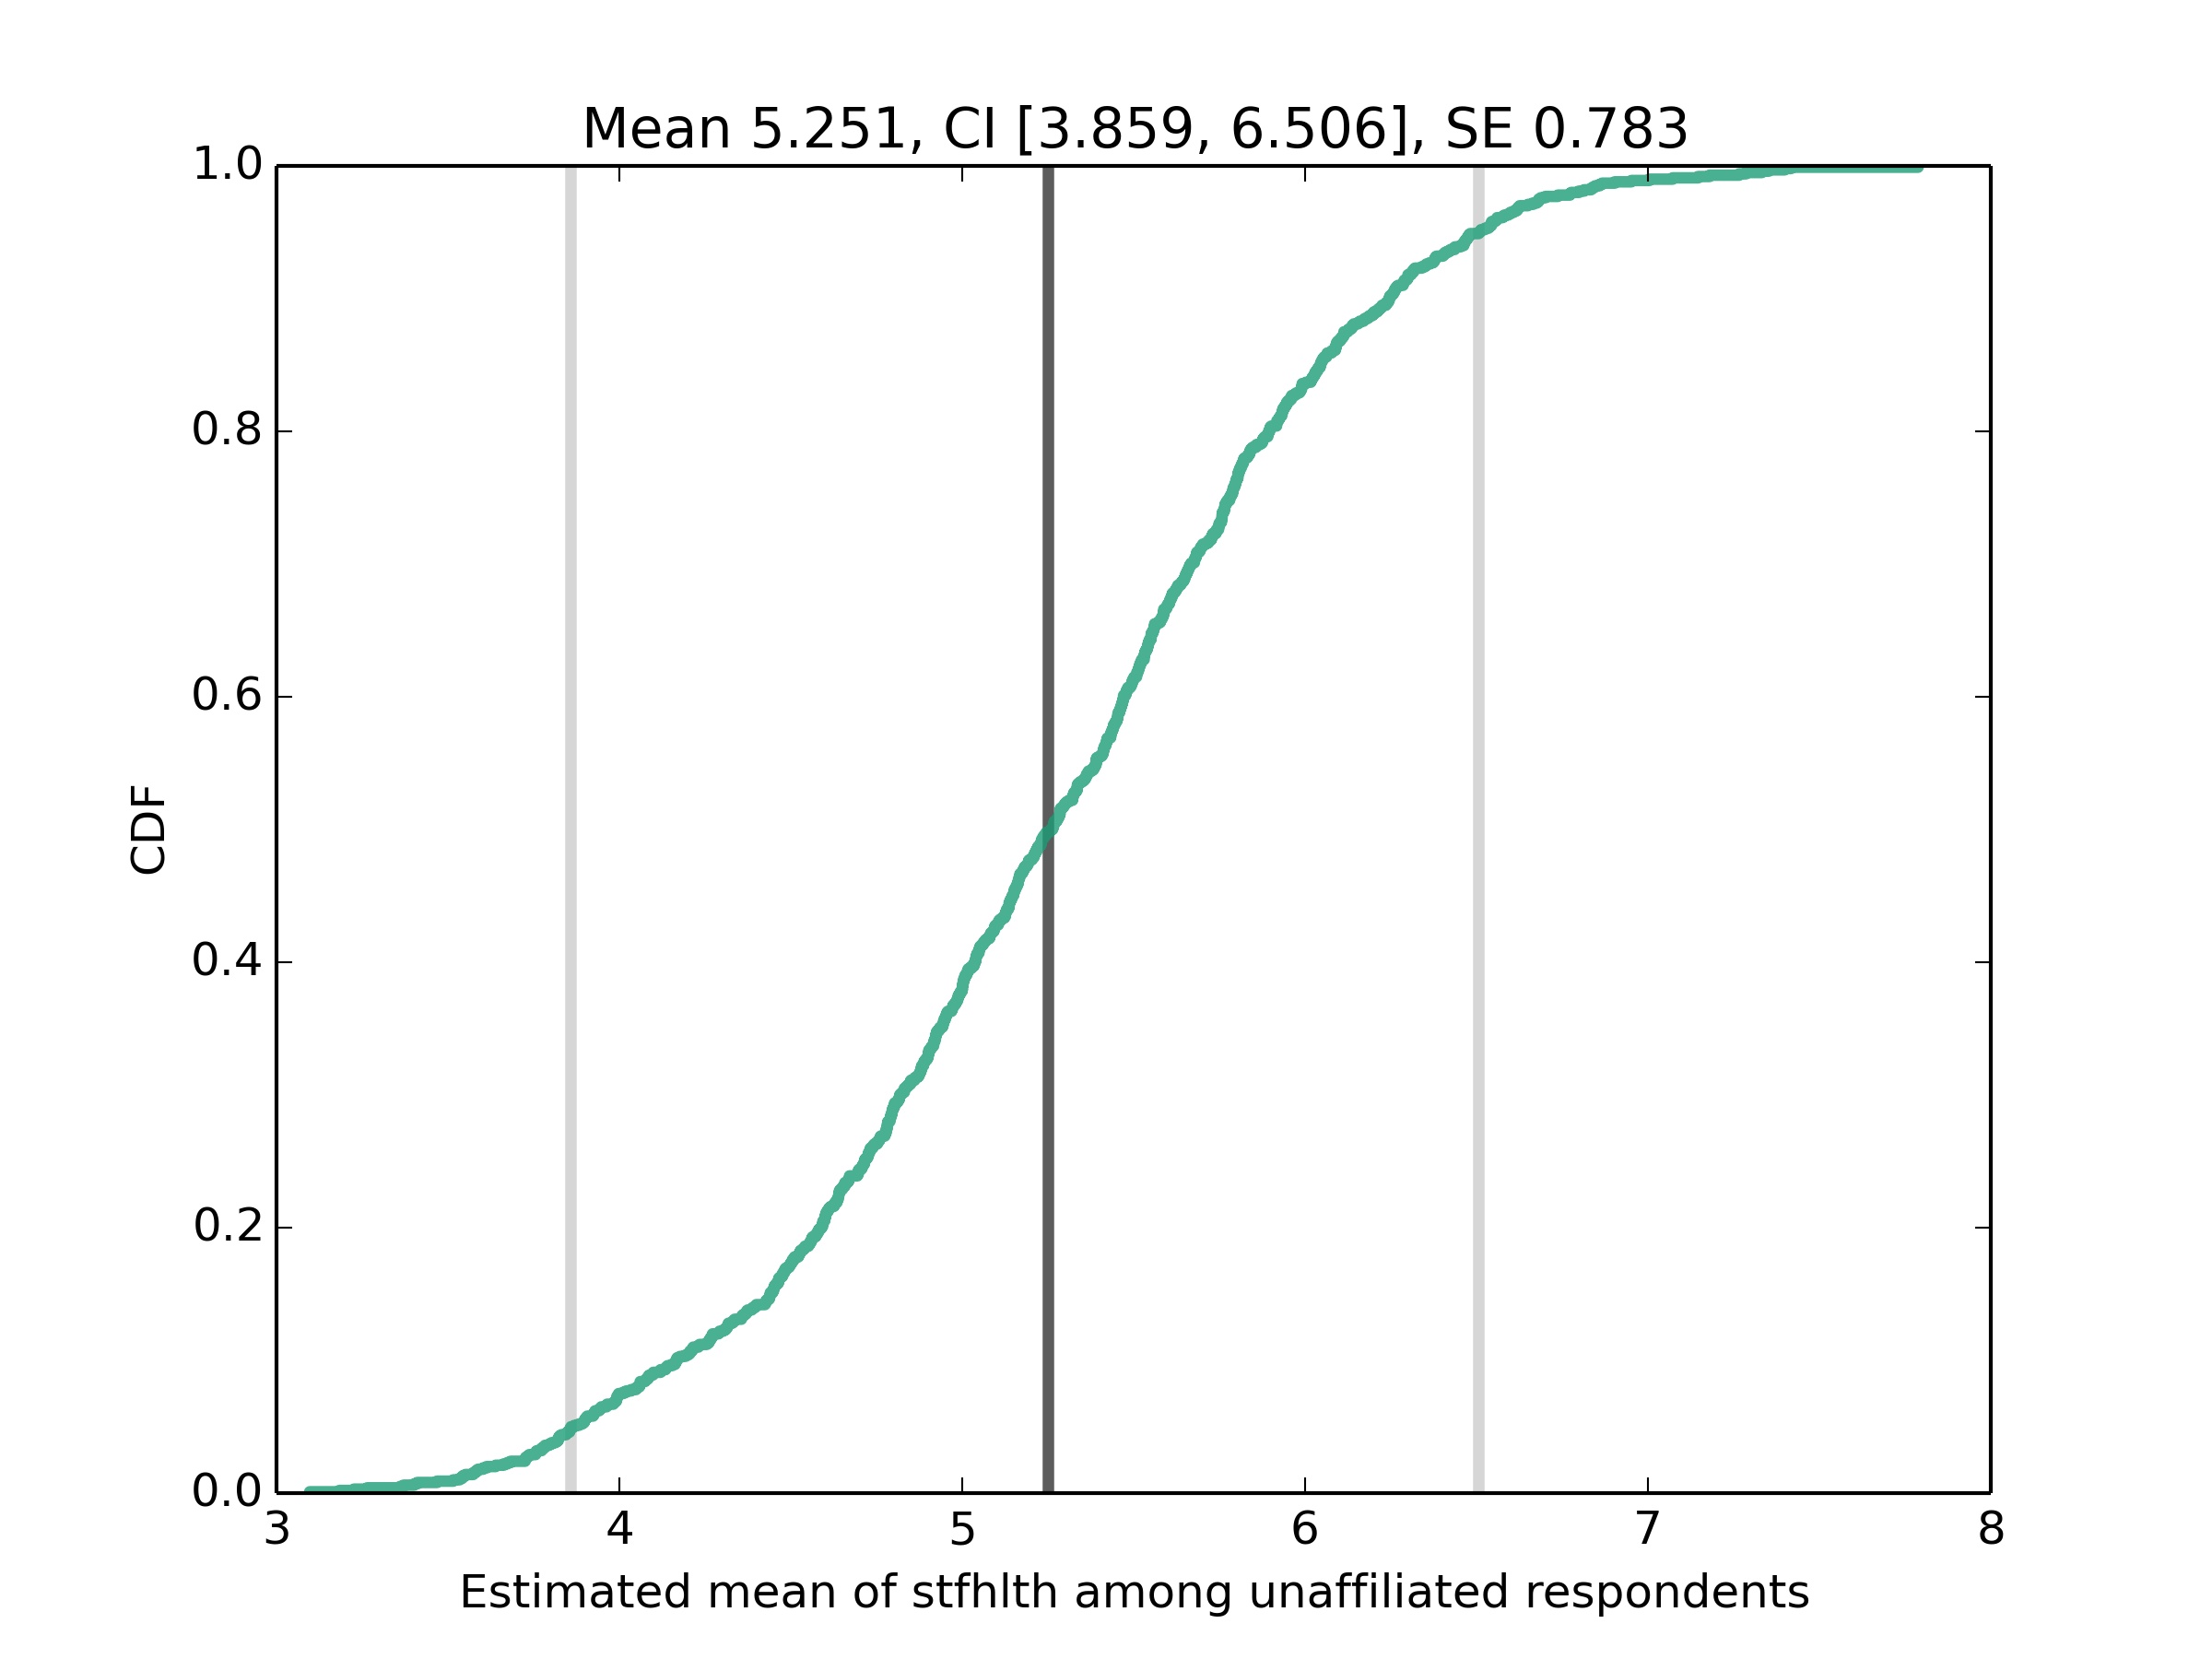 Mean 5.251, CI [3.859, 6.506], SE 0.783
1.0
0.8
0.6
0.4
0.2
0.0
CDF
3 4 5 6 7 8
Estimated mean of stfhlth among unaffiliated respondents